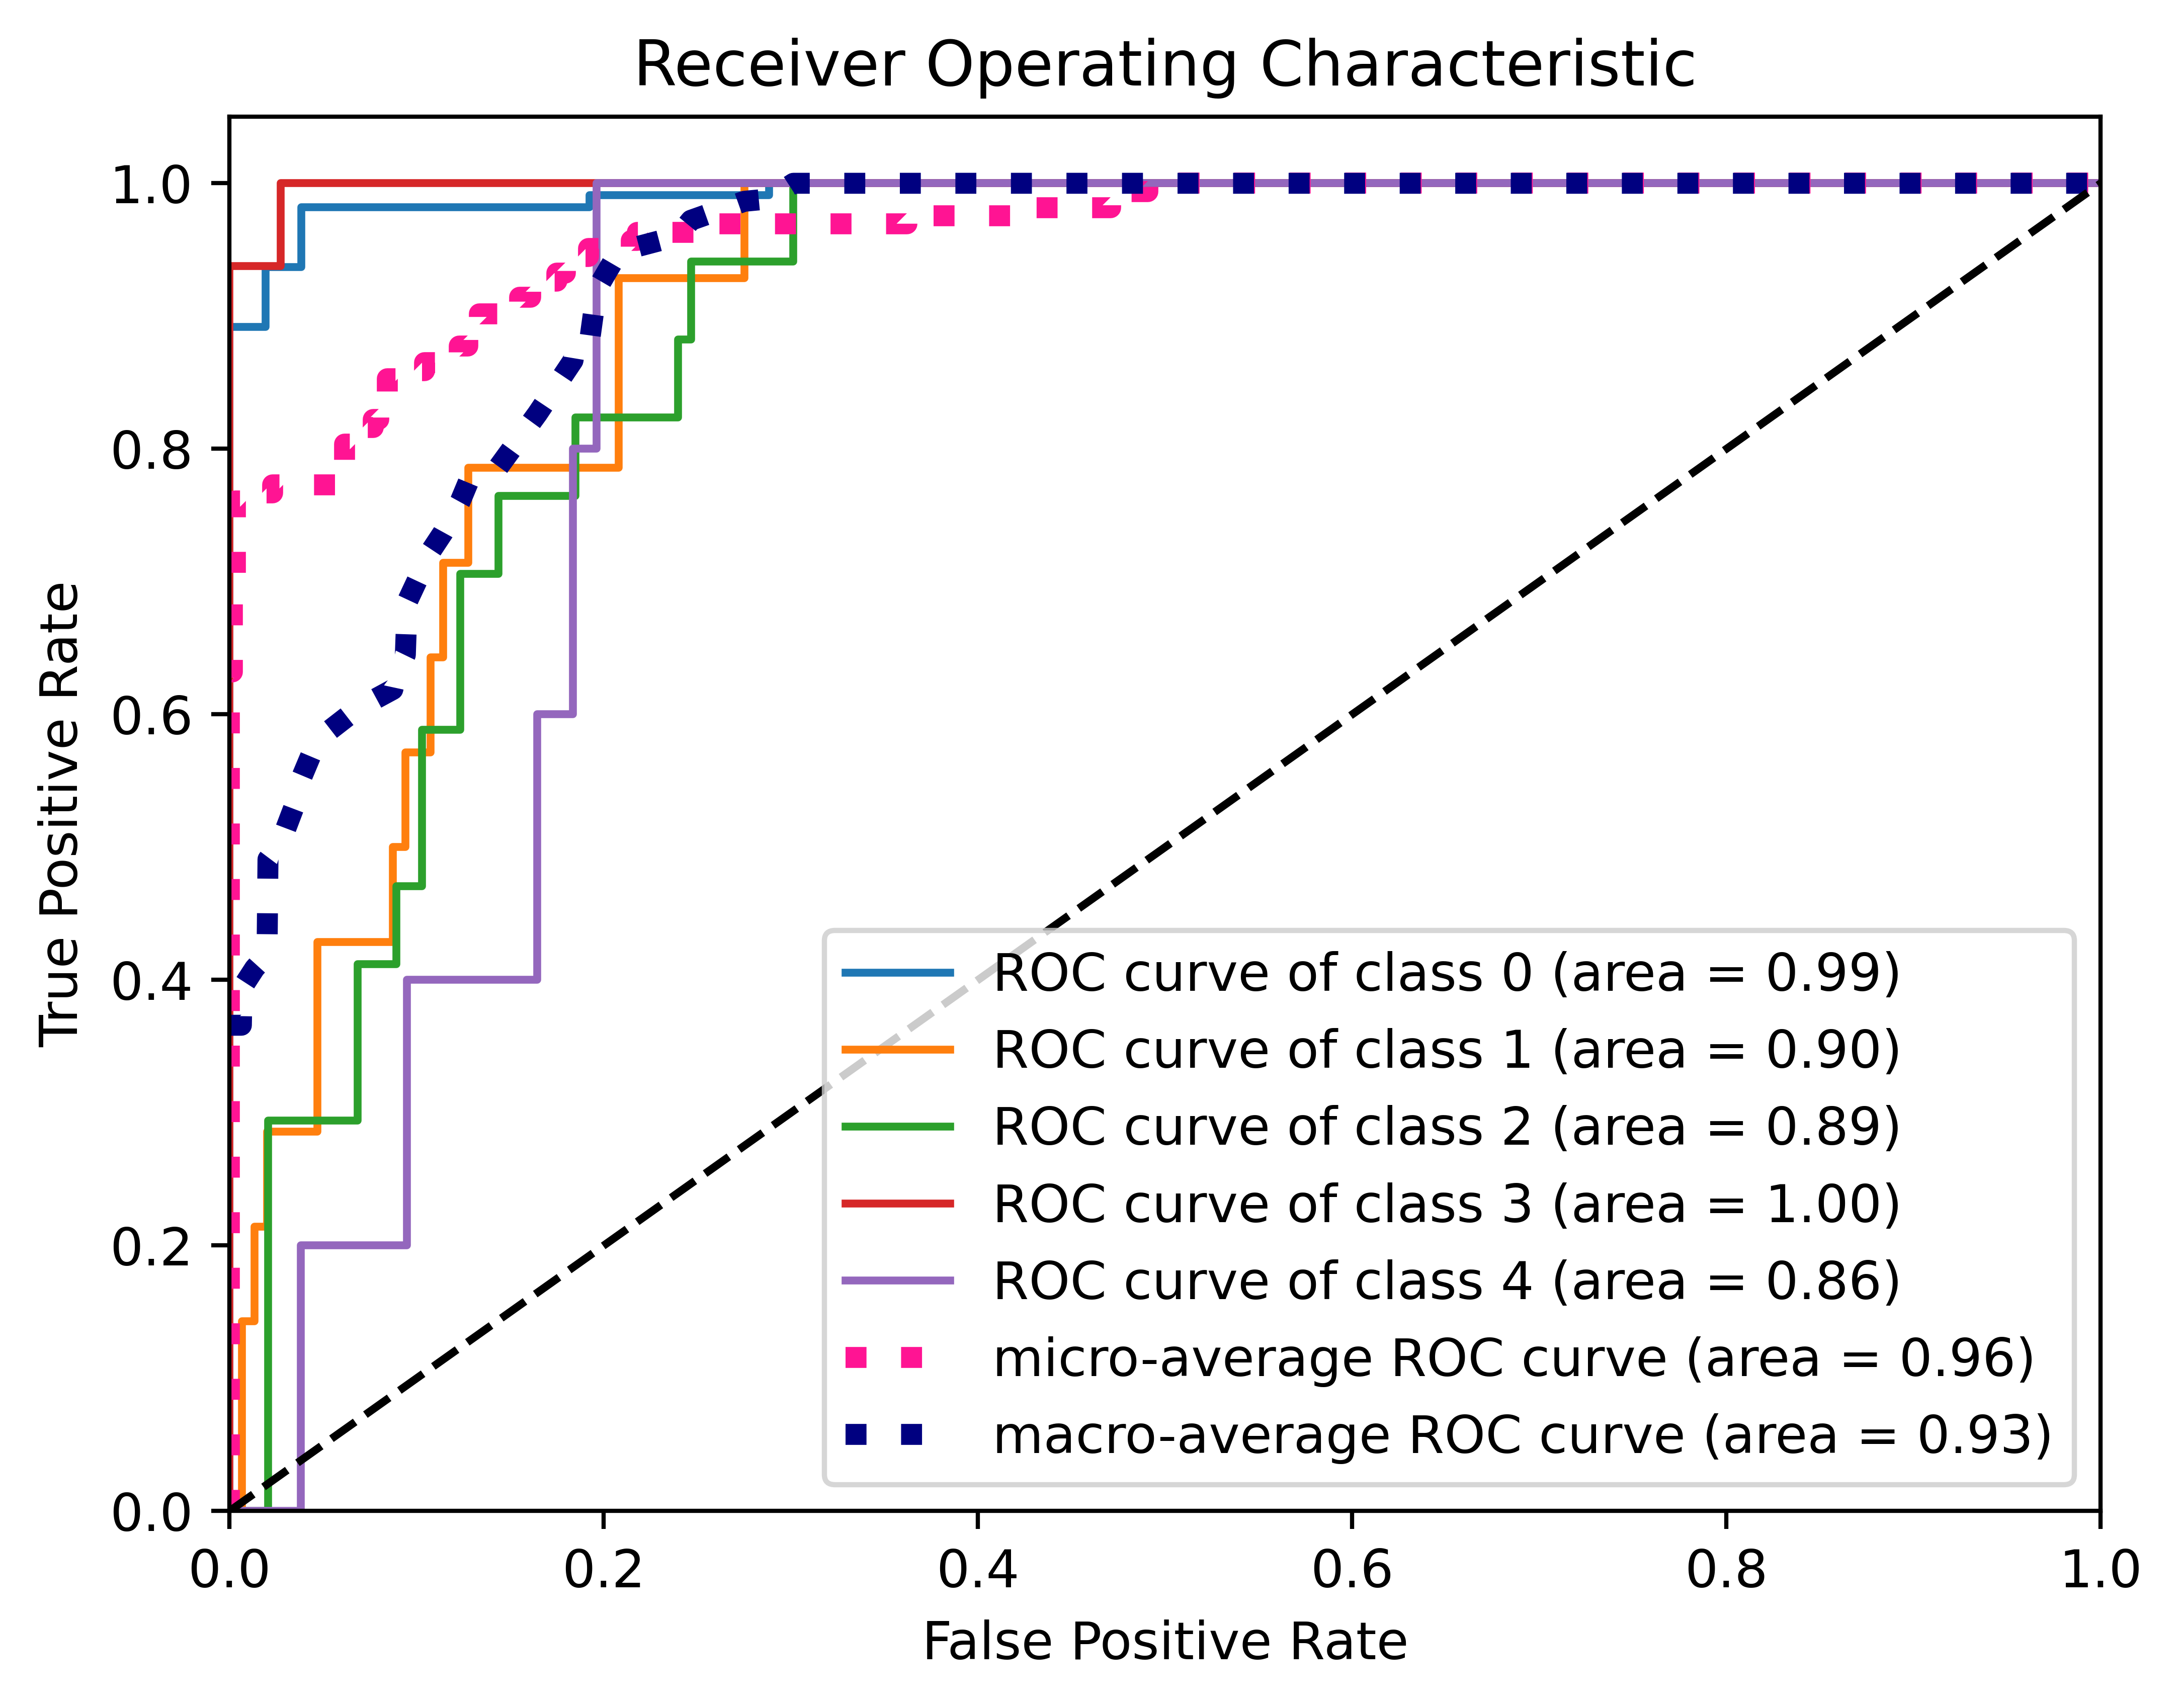 Receiver Operating Characteristic
1.0
0.8
0.6
0.4
0.2
0.0
True Positive Rate
ROC curve of class 0 (area = 0.99)
ROC curve of class 1 (area = 0.90)
ROC curve of class 2 (area = 0.89)
ROC curve of class 3 (area = 1.00)
ROC curve of class 4 (area = 0.86)
micro-average ROC curve (area = 0.96)
macro-average ROC curve (area = 0.93)
0.0 0.2 0.4 0.6 0.8 1.0
False Positive Rate